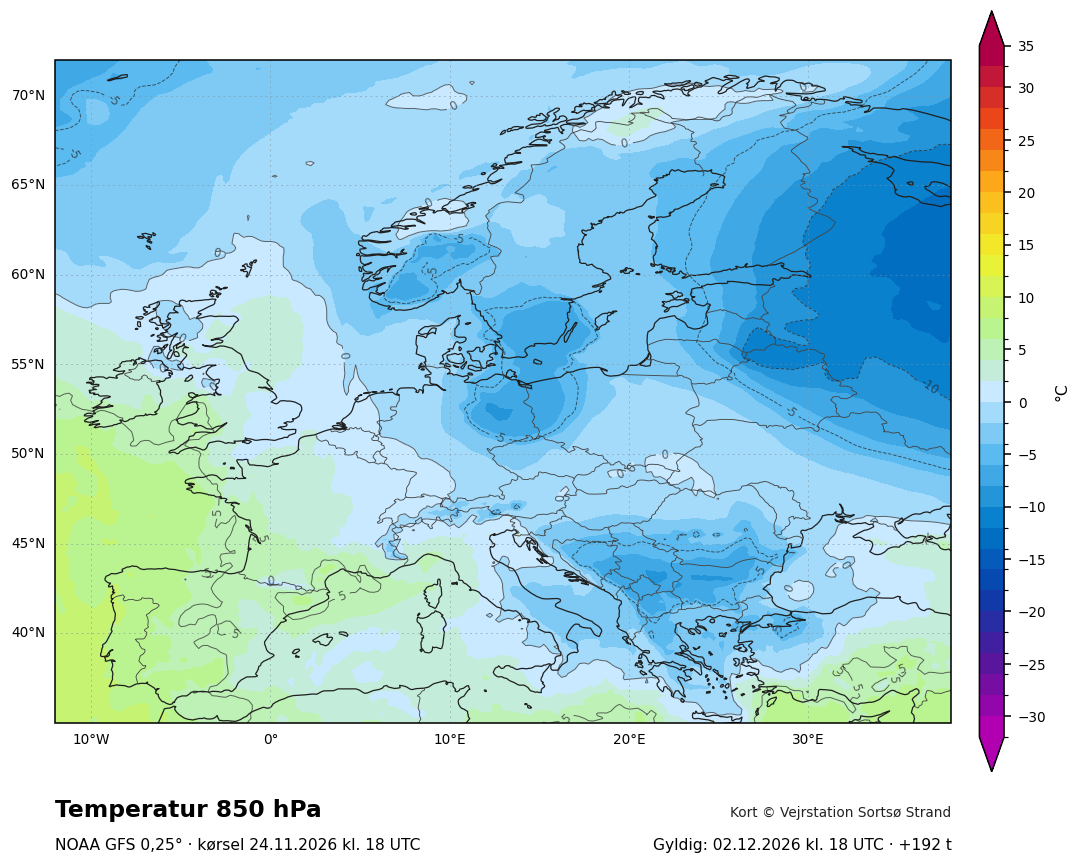 70°N
65°N
60°N
55°N
50°N
45°N
40°N
10°W
0°
10°E
20°E
30°E
35
30
25
20
15
10
5
0
−5
−10
−15
−20
−25
−30
°C
Temperatur 850 hPa
Kort © Vejrstation Sortsø Strand
NOAA GFS 0,25° · kørsel 24.11.2026 kl. 18 UTC
Gyldig: 02.12.2026 kl. 18 UTC · +192 t